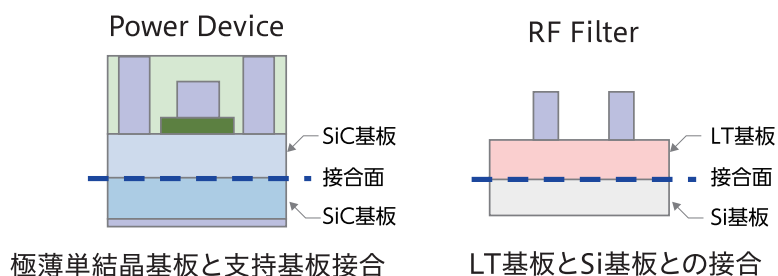 Power Device
SiC基板
接合面
SiC基板
極薄単結晶基板と支持基板接合
RF Filter
LT基板
接合面
Si基板
LT基板とSi基板との接合